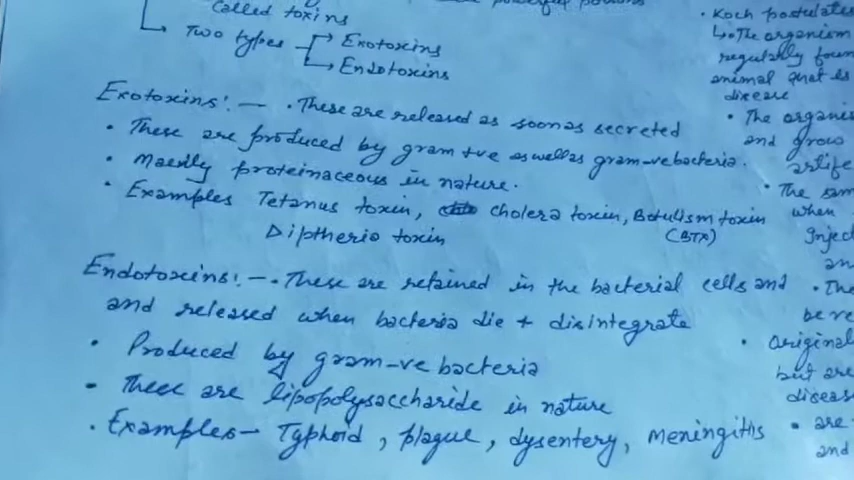 called toxins
Two types → Exotoxins
→ Endotoxins
Exotoxins! — • These are released as soon as secreted
• These are produced by gram +ve as well as gram -ve bacteria.
• Maedly proteinaceous in nature.
• Examples Tetanus toxin, cholera toxin, Botulism toxin
Diptheria toxin (BTX)
Endotoxins! — • These are retained in the bacterial cells and
and released when bacteria die + disintegrate
• Produced by gram-ve bacteria
• These are lipopolysaccharide in nature
• Examples- Typhoid, plague, dysentery, Meningitis
• Koch postulates
↳ The organism
regularly foun
animal that is
disease
• The organis
and grow
artife
• The sam
when
Inject
an
• The
be re
• original
but are
diseas
• are
and